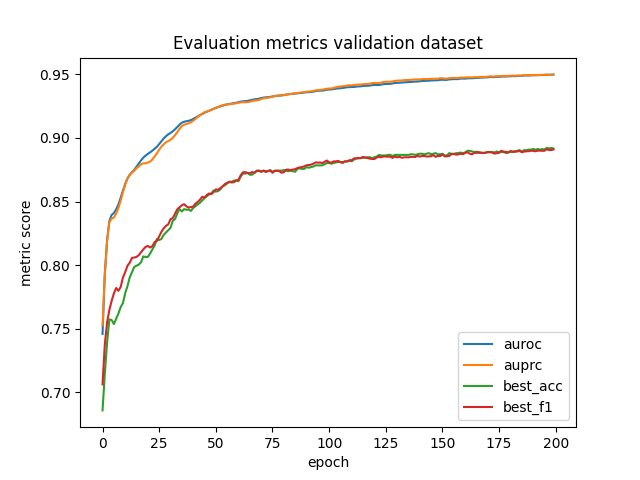 Evaluation metrics validation dataset
metric score
0.95
0.90
0.85
0.80
0.75
0.70
auroc
auprc
best_acc
best_f1
0 25 50 75 100 125 150 175 200
epoch